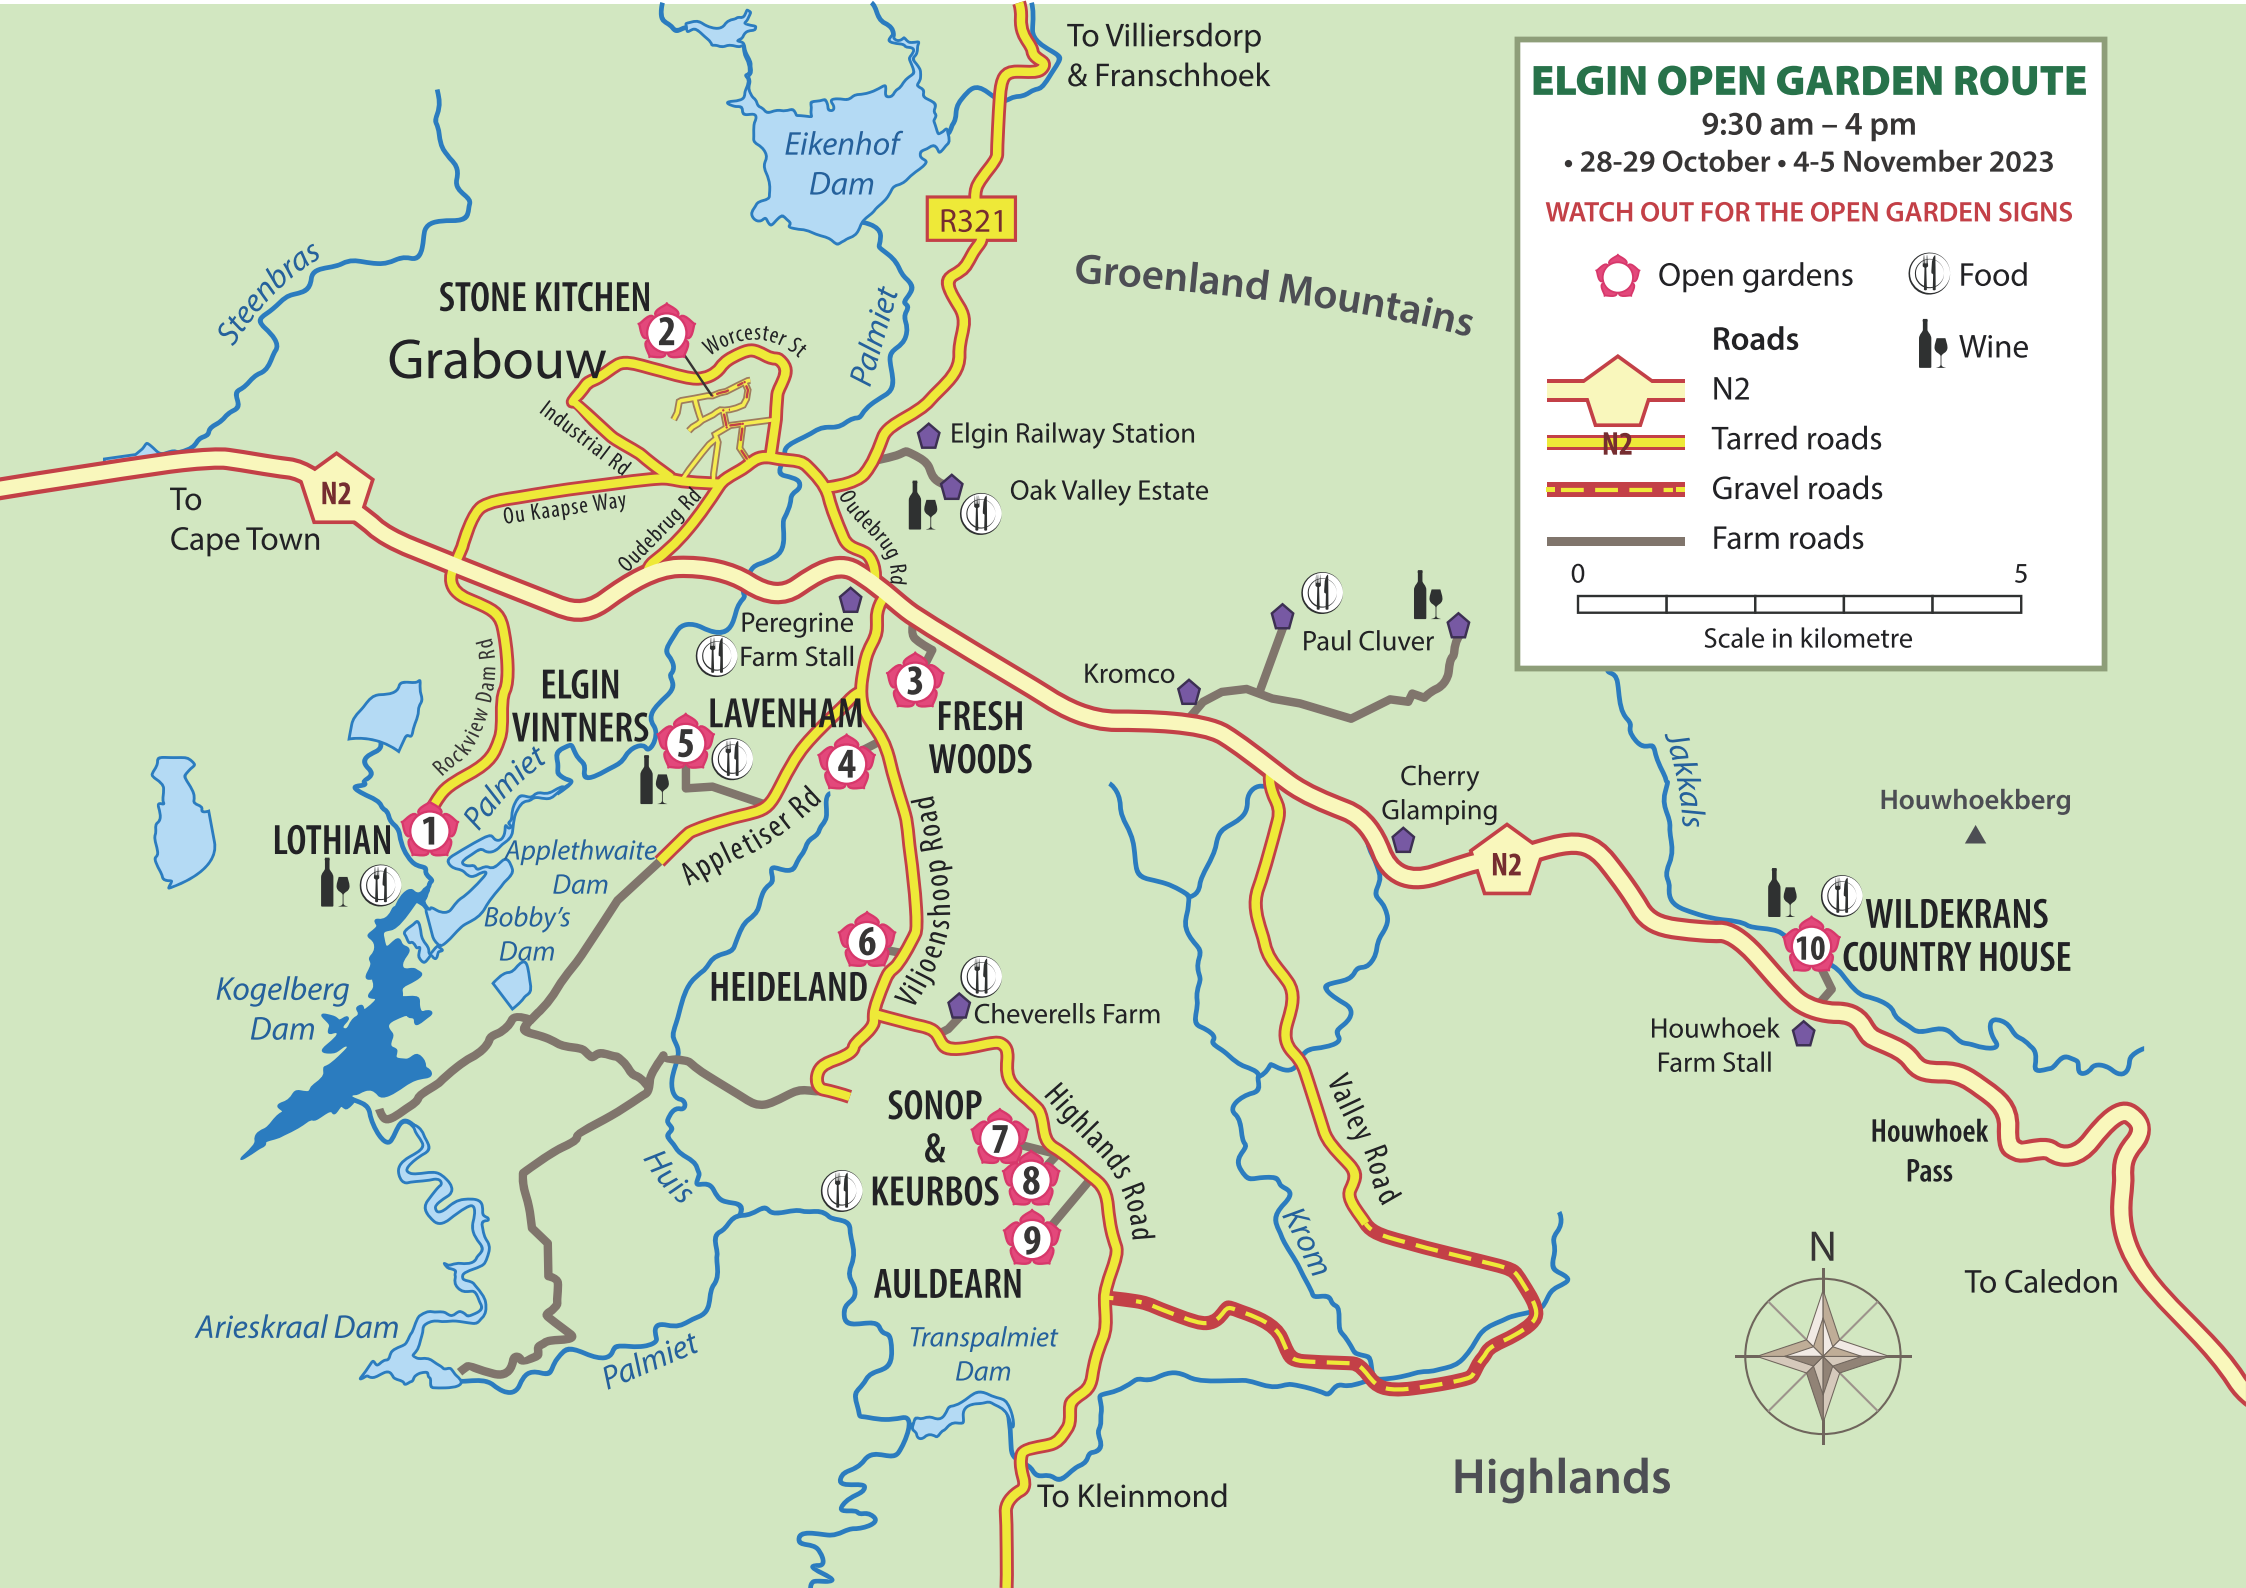 To Villiersdorp
& Franschhoek
ELGIN OPEN GARDEN ROUTE
9:30 am – 4 pm
• 28-29 October • 4-5 November 2023
WATCH OUT FOR THE OPEN GARDEN SIGNS
Open gardens
Food
Roads
Wine
N2
N2
Tarred roads
Gravel roads
Farm roads
0
5
Scale in kilometre
Eikenhof
Dam
R321
Steenbras
Groenland Mountains
Palmiet
STONE KITCHEN
2
Grabouw
Worcester St
Industrial Rd
Elgin Railway Station
Oak Valley Estate
N2
To
Cape Town
Ou Kaapse Way
Oudebrug Rd
Oudebrug Rd
Peregrine
Farm Stall
Paul Cluver
Kromco
Rockview Dam Rd
ELGIN
VINTNERS
5
LAVENHAM
4
3
FRESH
WOODS
Palmiet
Cherry
Glamping
N2
Jakkals
Houwhoekberg
LOTHIAN
1
Applethwaite
Dam
Appletiser Rd
Viljoenshoop Road
Bobby's
Dam
6
HEIDELAND
WILDEKRANS
COUNTRY HOUSE
10
Kogelberg
Dam
Cheverells Farm
Houwhoek
Farm Stall
SONOP
&
KEURBOS
7
8
9
AULDEARN
Highlands Road
Valley Road
Houwhoek
Pass
Huis
Krom
N
To Caledon
Arieskraal Dam
Palmiet
Transpalmiet
Dam
To Kleinmond
Highlands